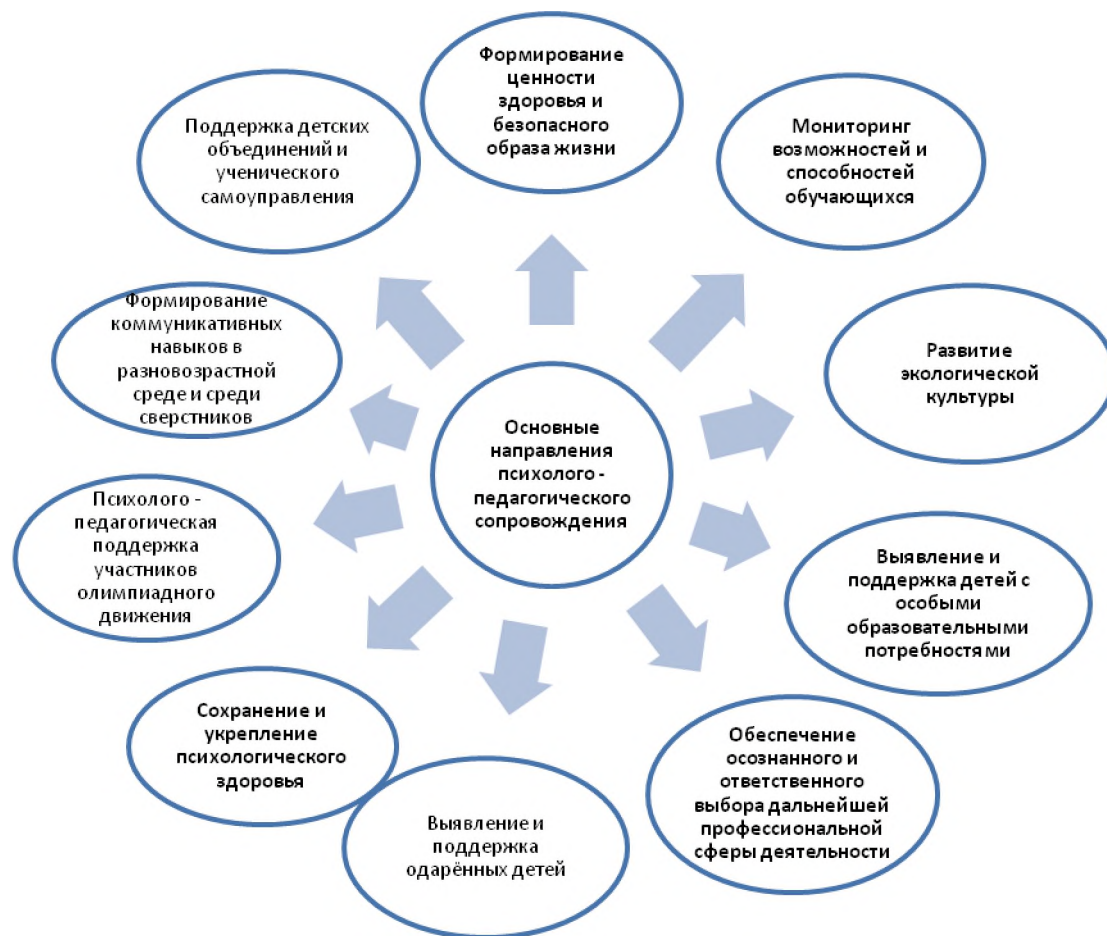 Формирование
ценности
здоровья и
безопасного
образа жизни
Мониторинг
возможностей и
способностей
обучающихся
Развитие
экологической
культуры
Выявление и
поддержка детей с
особыми
образовательными
потребностями
Обеспечение
осознанного и
ответственного
выбора дальнейшей
профессиональной
сферы деятельности
Выявление и
поддержка
одарённых детей
Сохранение и
укрепление
психологического
здоровья
Психолого -
педагогическая
поддержка
участников
олимпиадного
движения
Формирование
коммуникативных
навыков в
разновозрастной
среде и среди
сверстников
Поддержка детских
объединений и
ученического
самоуправления
Основные
направления
психолого -
педагогического
сопровождения